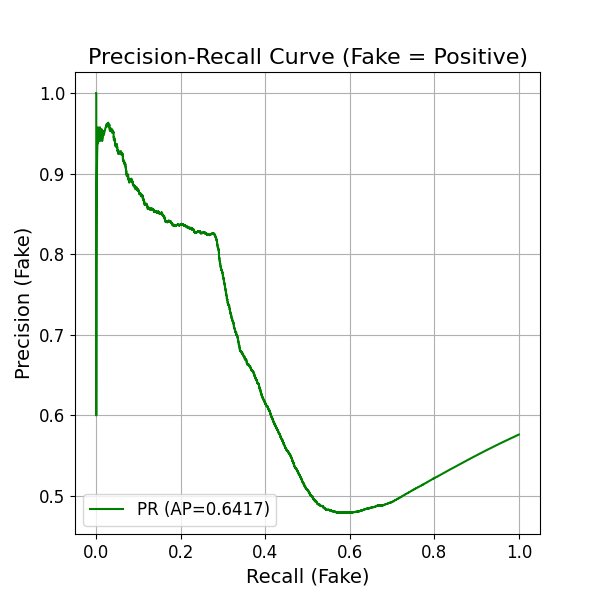 Precision-Recall Curve (Fake = Positive)
1.0
0.9
0.8
0.7
0.6
0.5
Precision (Fake)
PR (AP=0.6417)
0.0 0.2 0.4 0.6 0.8 1.0
Recall (Fake)